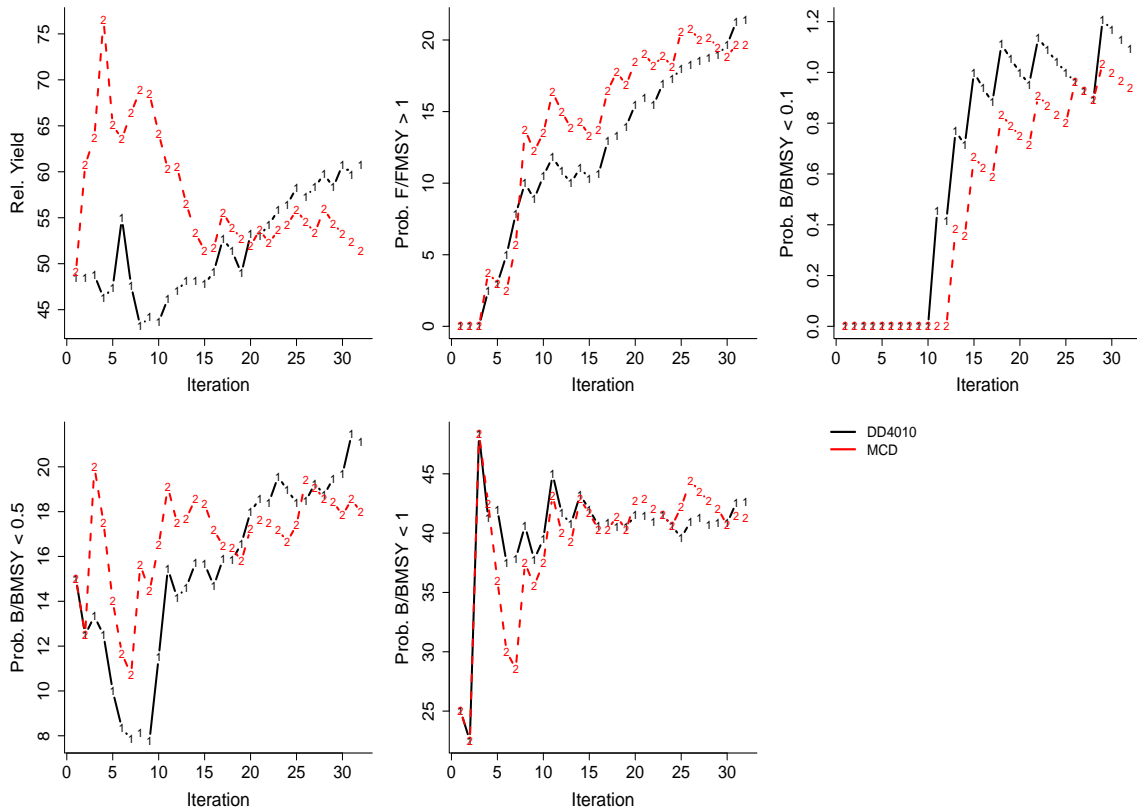 Rel. Yield
75
70
65
60
55
50
45
0 5 10 15 20 25 30
Iteration
Prob. F/FMSY > 1
20
15
10
5
0
0 5 10 15 20 25 30
Iteration
Prob. B/BMSY < 0.1
1.2
1.0
0.8
0.6
0.4
0.2
0.0
0 5 10 15 20 25 30
Iteration
Prob. B/BMSY < 0.5
20
18
16
14
12
10
8
0 5 10 15 20 25 30
Iteration
Prob. B/BMSY < 1
45
40
35
30
25
0 5 10 15 20 25 30
Iteration
DD4010
MCD